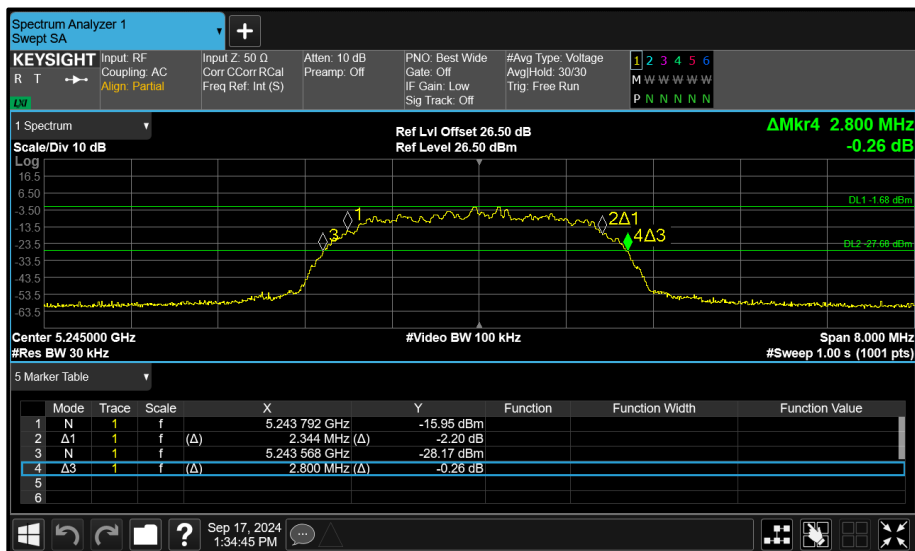 Spectrum Analyzer 1
Swept SA
+
KEYSIGHT
R T
LXI
Input: RF
Coupling: AC
Align: Partial
Input Z: 50 Ω
Corr CCorr RCal
Freq Ref: Int (S)
Atten: 10 dB
Preamp: Off
PNO: Best Wide
Gate: Off
IF Gain: Low
Sig Track: Off
#Avg Type: Voltage
Avg|Hold: 30/30
Trig: Free Run
1 2 3 4 5 6
M W W W W W
P N N N N N
1 Spectrum
Scale/Div 10 dB
Ref Lvl Offset 26.50 dB
Ref Level 26.50 dBm
ΔMkr4 2.800 MHz
-0.26 dB
Log
16.5
6.50
-3.50
-13.5
-23.5
-33.5
-43.5
-53.5
-63.5
DL1 -1.68 dBm
1
2Δ1
3
4Δ3
DL2 -27.68 dBm
Center 5.245000 GHz
#Video BW 100 kHz
Span 8.000 MHz
#Res BW 30 kHz
#Sweep 1.00 s (1001 pts)
5 Marker Table
Mode Trace Scale X Y Function Function Width Function Value
1 N 1 f 5.243 792 GHz -15.95 dBm
2 Δ1 1 f (Δ) 2.344 MHz (Δ) -2.20 dB
3 N 1 f 5.243 568 GHz -28.17 dBm
4 Δ3 1 f (Δ) 2.800 MHz (Δ) -0.26 dB
5
6
?
Sep 17, 2024
1:34:45 PM